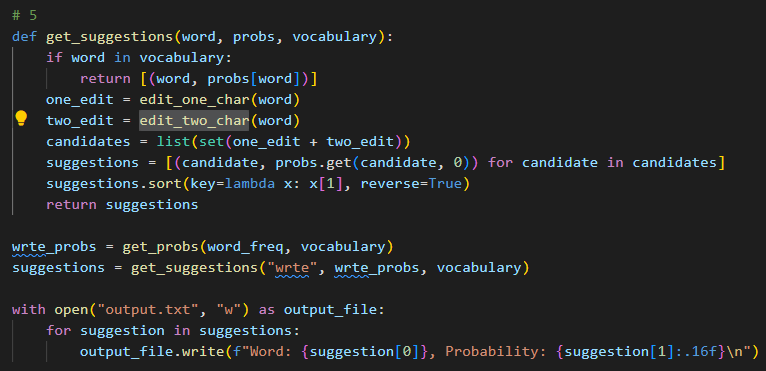 # 5
def get_suggestions(word, probs, vocabulary):
    if word in vocabulary:
        return [(word, probs[word])]
    one_edit = edit_one_char(word)
    two_edit = edit_two_char(word)
    candidates = list(set(one_edit + two_edit))
    suggestions = [(candidate, probs.get(candidate, 0)) for candidate in candidates]
    suggestions.sort(key=lambda x: x[1], reverse=True)
    return suggestions

wrte_probs = get_probs(word_freq, vocabulary)
suggestions = get_suggestions("wrte", wrte_probs, vocabulary)

with open("output.txt", "w") as output_file:
    for suggestion in suggestions:
        output_file.write(f"Word: {suggestion[0]}, Probability: {suggestion[1]:.16f}\n")